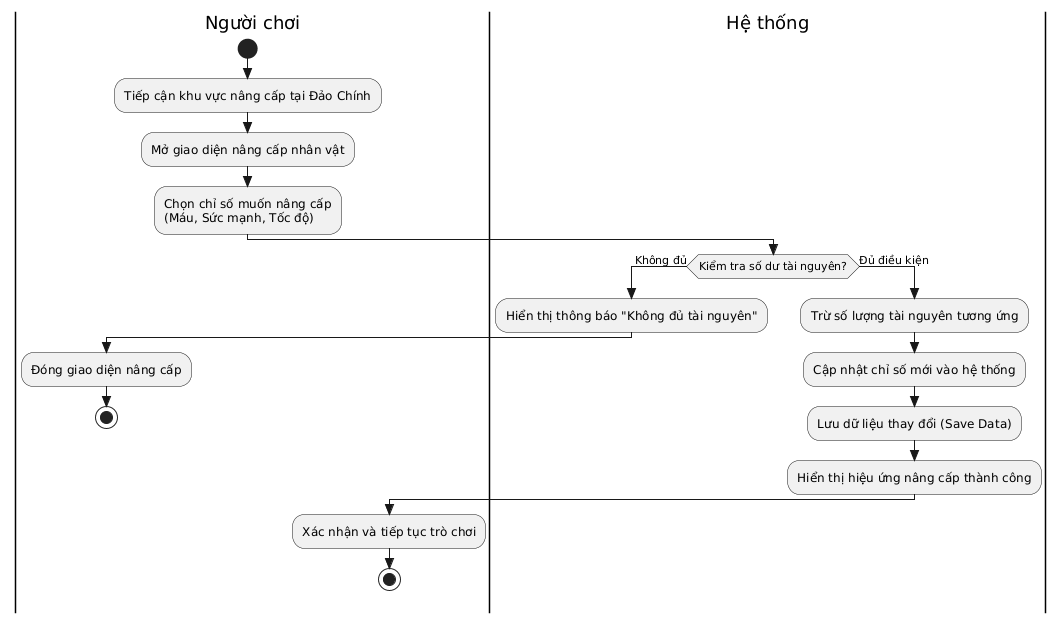 Người chơi
Hệ thống
Tiếp cận khu vực nâng cấp tại Đảo Chính
Mở giao diện nâng cấp nhân vật
Chọn chỉ số muốn nâng cấp
(Máu, Sức mạnh, Tốc độ)
Không đủ
Kiểm tra số dư tài nguyên?
Đủ điều kiện
Hiển thị thông báo "Không đủ tài nguyên"
Trừ số lượng tài nguyên tương ứng
Đóng giao diện nâng cấp
Cập nhật chỉ số mới vào hệ thống
Lưu dữ liệu thay đổi (Save Data)
Hiển thị hiệu ứng nâng cấp thành công
Xác nhận và tiếp tục trò chơi